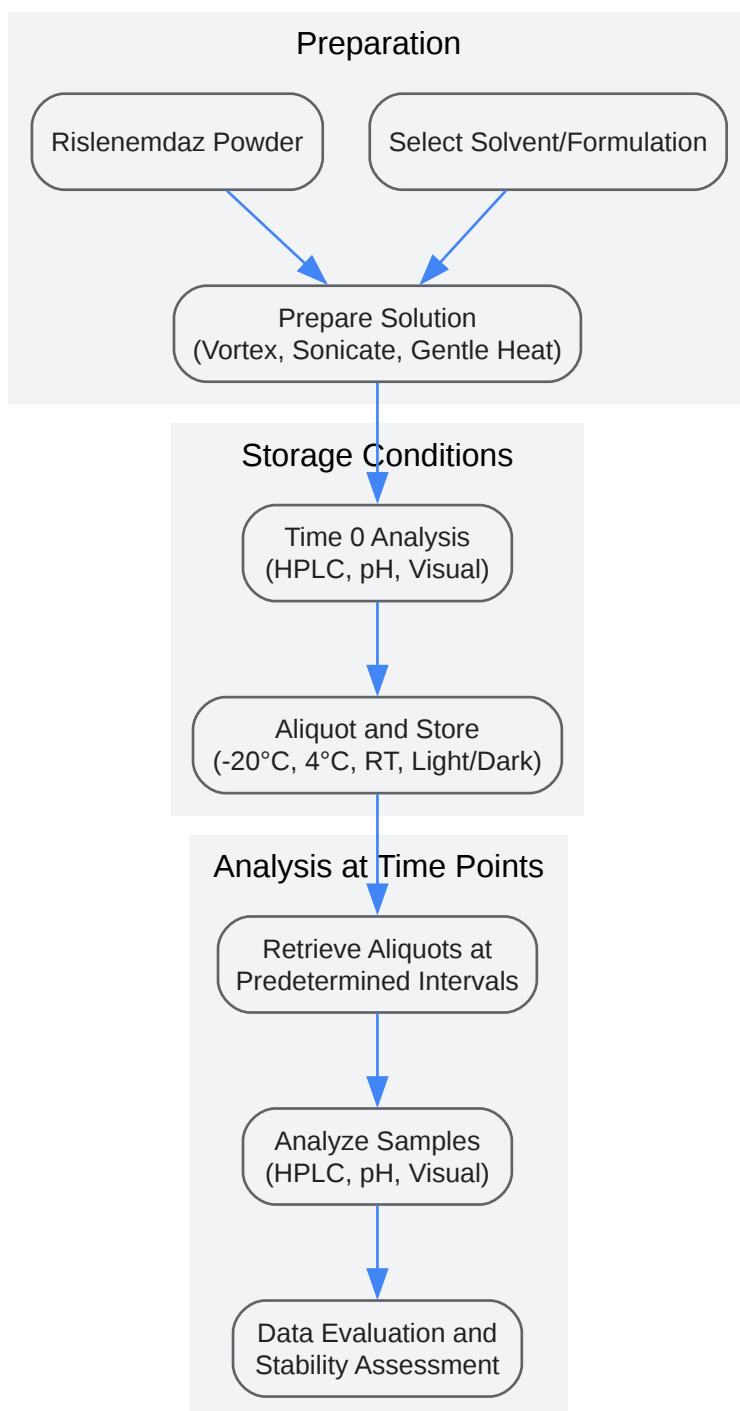 Preparation
Rislenemdaz Powder
Select Solvent/Formulation
Prepare Solution
(Vortex, Sonicate, Gentle Heat)
Storage Conditions
Time 0 Analysis
(HPLC, pH, Visual)
Aliquot and Store
(-20°C, 4°C, RT, Light/Dark)
Analysis at Time Points
Retrieve Aliquots at
Predetermined Intervals
Analyze Samples
(HPLC, pH, Visual)
Data Evaluation and
Stability Assessment